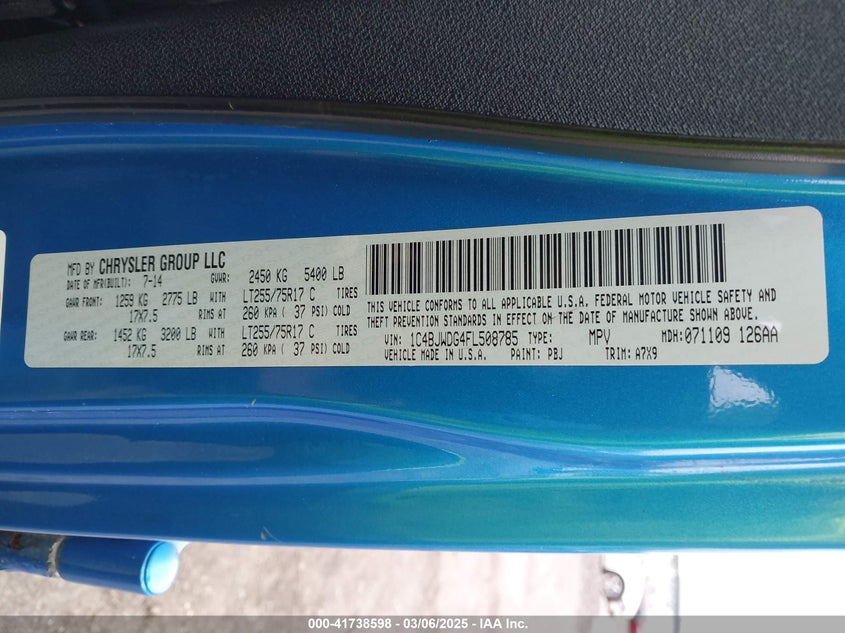 MFD BY CHRYSLER GROUP LLC
DATE OF MFR(BUILT): 7-14 GVWR: 2450 KG 5400 LB
GAWR FRONT: 1259 KG 2775 LB WITH LT255/75R17 C TIRES
17X7.5 RIMS AT 260 KPA ( 37 PSI) COLD
GAWR REAR: 1452 KG 3200 LB WITH LT255/75R17 C TIRES
17X7.5 RIMS AT 260 KPA ( 37 PSI) COLD
THIS VEHICLE CONFORMS TO ALL APPLICABLE U.S.A. FEDERAL MOTOR VEHICLE SAFETY AND
THEFT PREVENTION STANDARDS IN EFFECT ON THE DATE OF MANUFACTURE SHOWN ABOVE.
VIN: 1C4BJWDG4FL508785 TYPE: MPV MDH: 071109 126AA
VEHICLE MADE IN U.S.A. PAINT: PBJ TRIM: A7X9
000-41738598 - 03/06/2025 - IAA Inc.